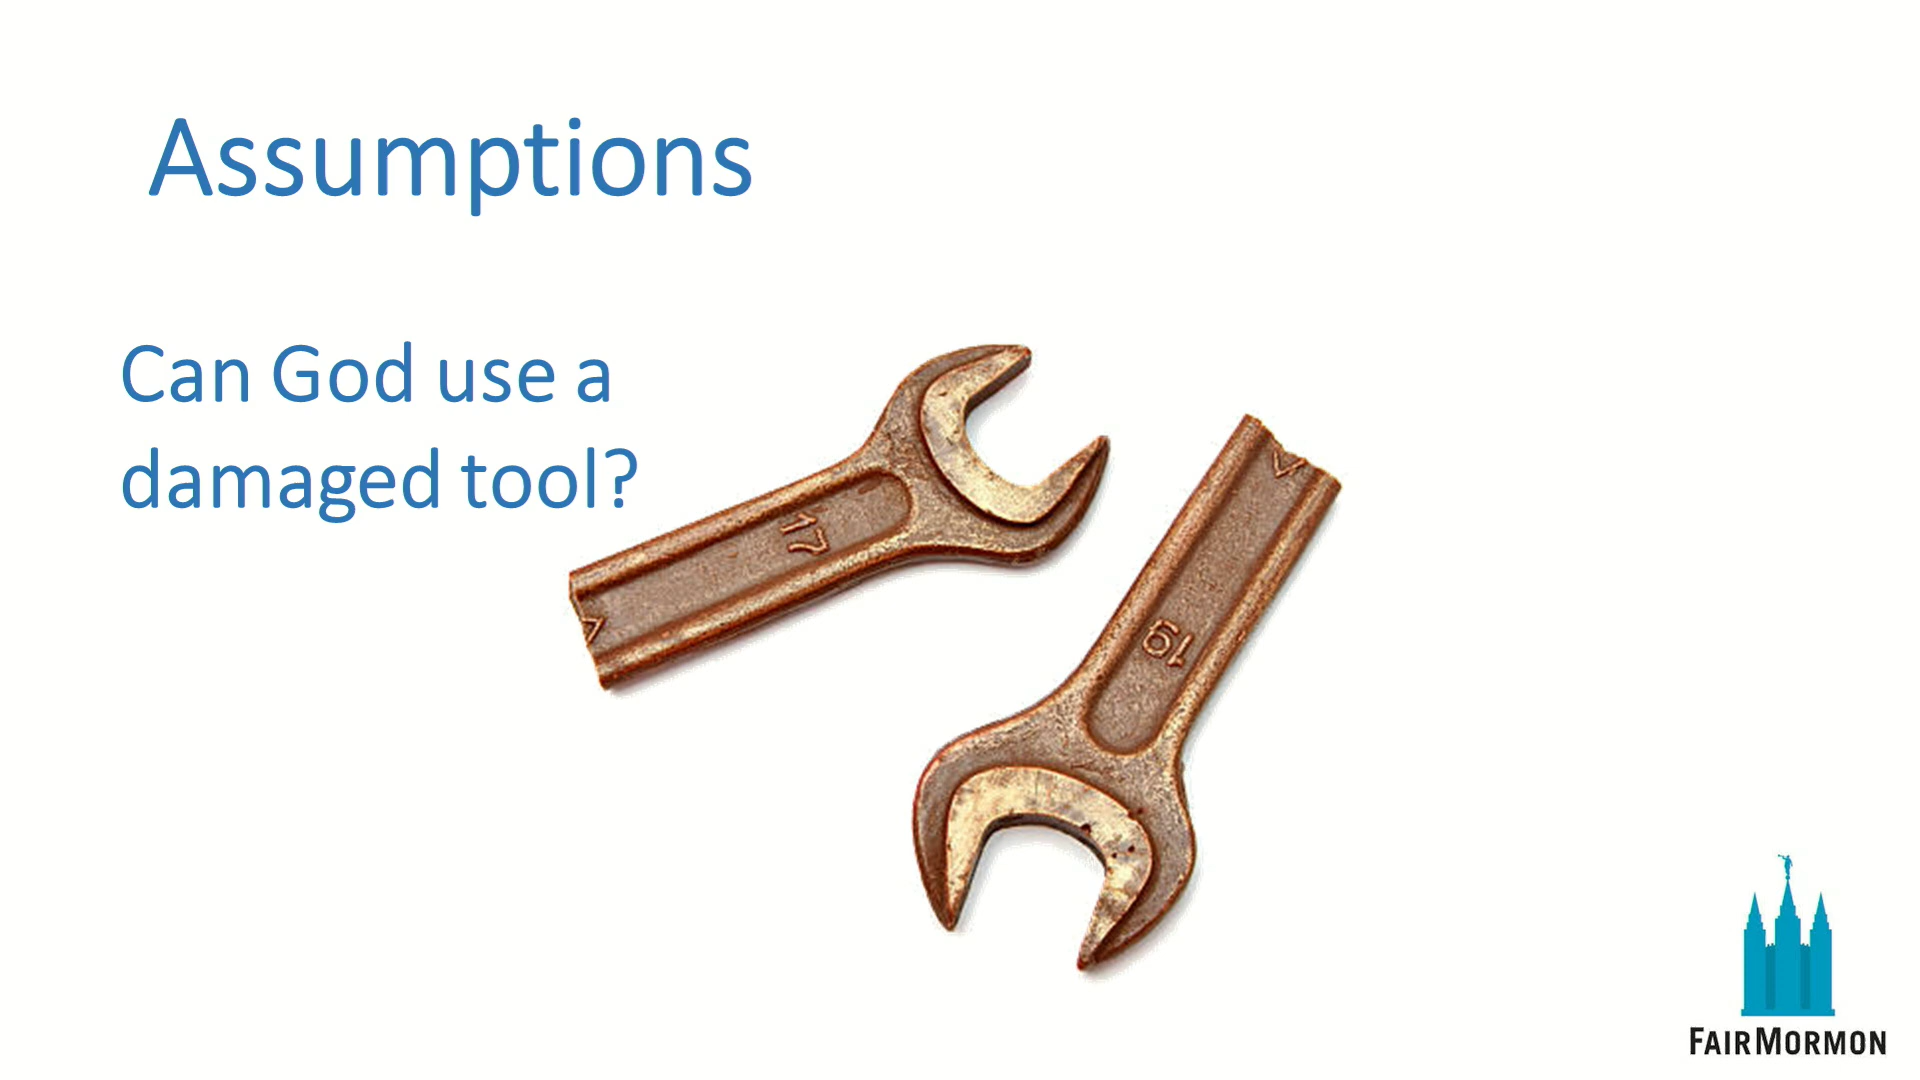 Assumptions
Can God use a
damaged tool?
17
19
FAIRMORMON